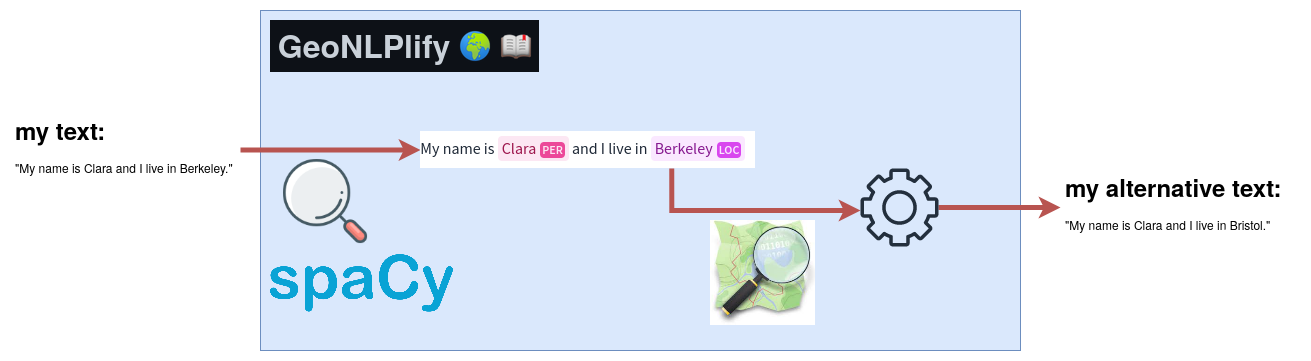 GeoNLPlify
my text:
"My name is Clara and I live in Berkeley."
My name is Clara PER and I live in Berkeley LOC
spaCy
my alternative text:
"My name is Clara and I live in Bristol."